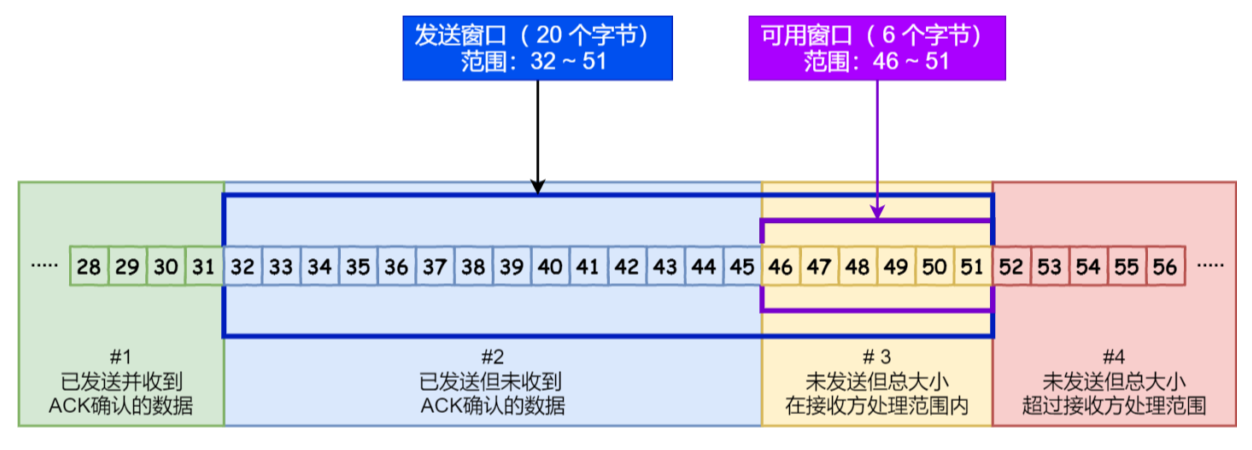 发送窗口（20 个字节）
范围：32 ~ 51
可用窗口（6 个字节）
范围：46 ~ 51
..... 28 29 30 31 32 33 34 35 36 37 38 39 40 41 42 43 44 45 46 47 48 49 50 51 52 53 54 55 56 .....
#1
已发送并收到
ACK确认的数据
#2
已发送但未收到
ACK确认的数据
# 3
未发送但总大小
在接收方处理范围内
#4
未发送但总大小
超过接收方处理范围